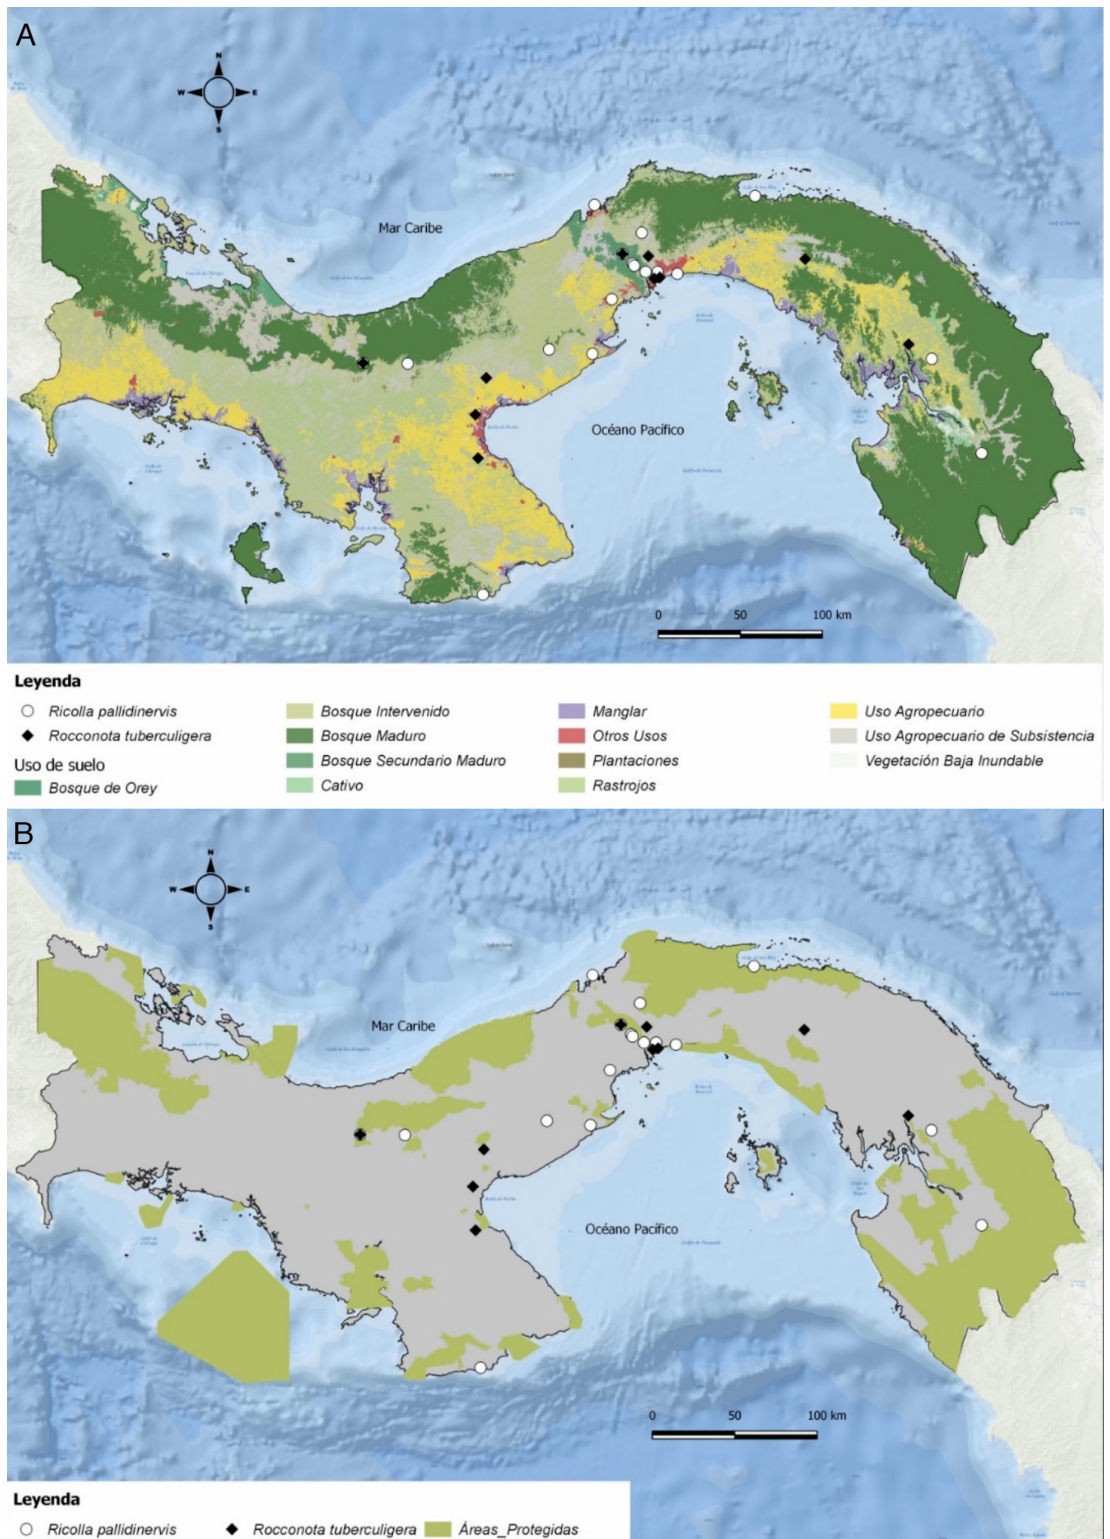 A
N
W E
S
Mar Caribe
Océano Pacífico
0 50 100 km
Leyenda
Ricolla pallidinervis
Rocconota tuberculigera
Uso de suelo
Bosque de Orey
Bosque Intervenido
Bosque Maduro
Bosque Secundario Maduro
Cativo
Manglar
Otros Usos
Plantaciones
Rastrojos
Uso Agropecuario
Uso Agropecuario de Subsistencia
Vegetación Baja Inundable
B
N
W E
S
Mar Caribe
Océano Pacífico
0 50 100 km
Leyenda
Ricolla pallidinervis
Rocconota tuberculigera
Áreas_Protegidas